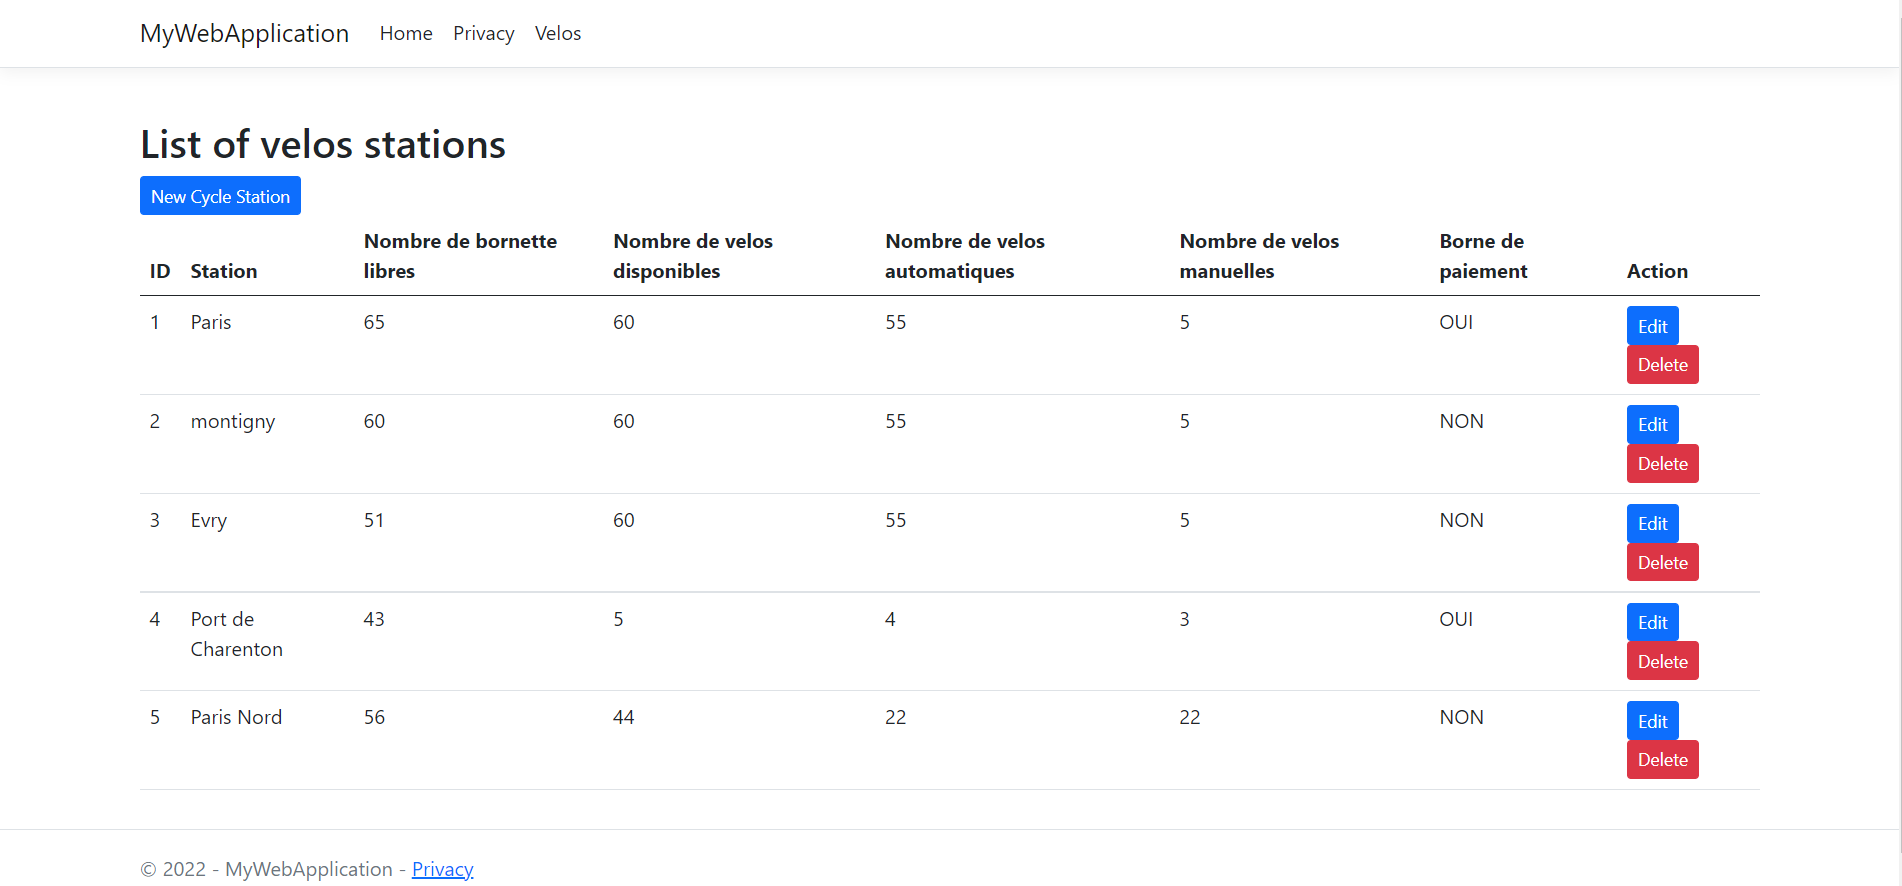 MyWebApplication Home Privacy Velos
List of velos stations
New Cycle Station
ID Station Nombre de bornette libres Nombre de velos disponibles Nombre de velos automatiques Nombre de velos manuelles Borne de paiement Action
1 Paris 65 60 55 5 OUI Edit
Delete
2 montigny 60 60 55 5 NON Edit
Delete
3 Evry 51 60 55 5 NON Edit
Delete
4 Port de Charenton 43 5 4 3 OUI Edit
Delete
5 Paris Nord 56 44 22 22 NON Edit
Delete
© 2022 - MyWebApplication - Privacy